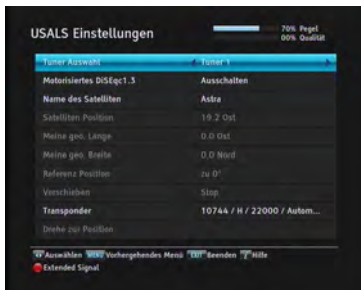 USALS Einstellungen
70% Pegel
00% Qualität
Tuner Auswahl Tuner 1
Motorisiertes DiSEqc1.3 Ausschalten
Name des Satelliten Astra
Satelliten Position 19.2 Ost
Meine geo. Länge 0.0 Ost
Meine geo. Breite 0.0 Nord
Referenz Position zu 0°
Verschieben Stop
Transponder 10744 / H / 22000 / Autom...
Drehe zur Position
Auswählen MENU Vorhergehendes Menü EXIT Beenden Hilfe
Extended Signal